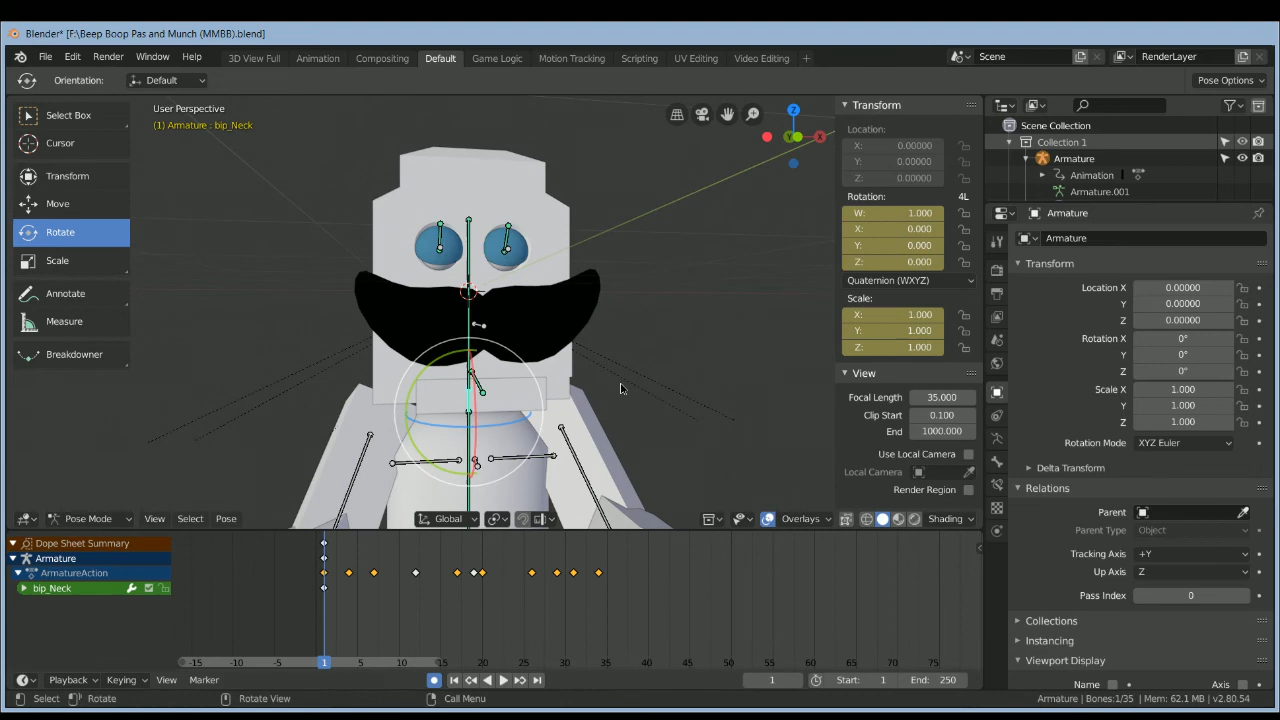 Blender* [F:\Beep Boop Pas and Munch (MMBB).blend]
File Edit Render Window Help 3D View Full Animation Compositing Default Game Logic Motion Tracking Scripting UV Editing Video Editing + Scene RenderLayer
Orientation: Default Pose Options
Select Box
Cursor
Transform
Move
Rotate
Scale
Annotate
Measure
Breakdowner
User Perspective
(1) Armature : bip_Neck
Z
Y
X
Transform
Location:
X: 0.00000
Y: 0.00000
Z: 0.00000
Rotation: 4L
W: 1.000
X: 0.000
Y: 0.000
Z: 0.000
Quaternion (WXYZ)
Scale:
X: 1.000
Y: 1.000
Z: 1.000
View
Focal Length 35.000
Clip Start 0.100
End 1000.000
Use Local Camera
Local Camera
Render Region
Scene Collection
Collection 1
Armature
Animation
Armature.001
Armature
Armature
Transform
Location X 0.00000
Y 0.00000
Z 0.00000
Rotation X 0°
Y 0°
Z 0°
Scale X 1.000
Y 1.000
Z 1.000
Rotation Mode XYZ Euler
Delta Transform
Relations
Parent
Parent Type Object
Tracking Axis +Y
Up Axis Z
Pass Index 0
Collections
Instancing
Viewport Display
Name Axis
Pose Mode View Select Pose Global Overlays Shading
Dope Sheet Summary
Armature
ArmatureAction
bip_Neck
-15 -10 -5 1 5 10 15 20 25 30 35 40 45 50 55 60 65 70 75
Playback Keying View Marker 1 Start: 1 End: 250
Select Rotate Rotate View Call Menu Armature | Bones:1/35 | Mem: 62.1 MB | v2.80.54